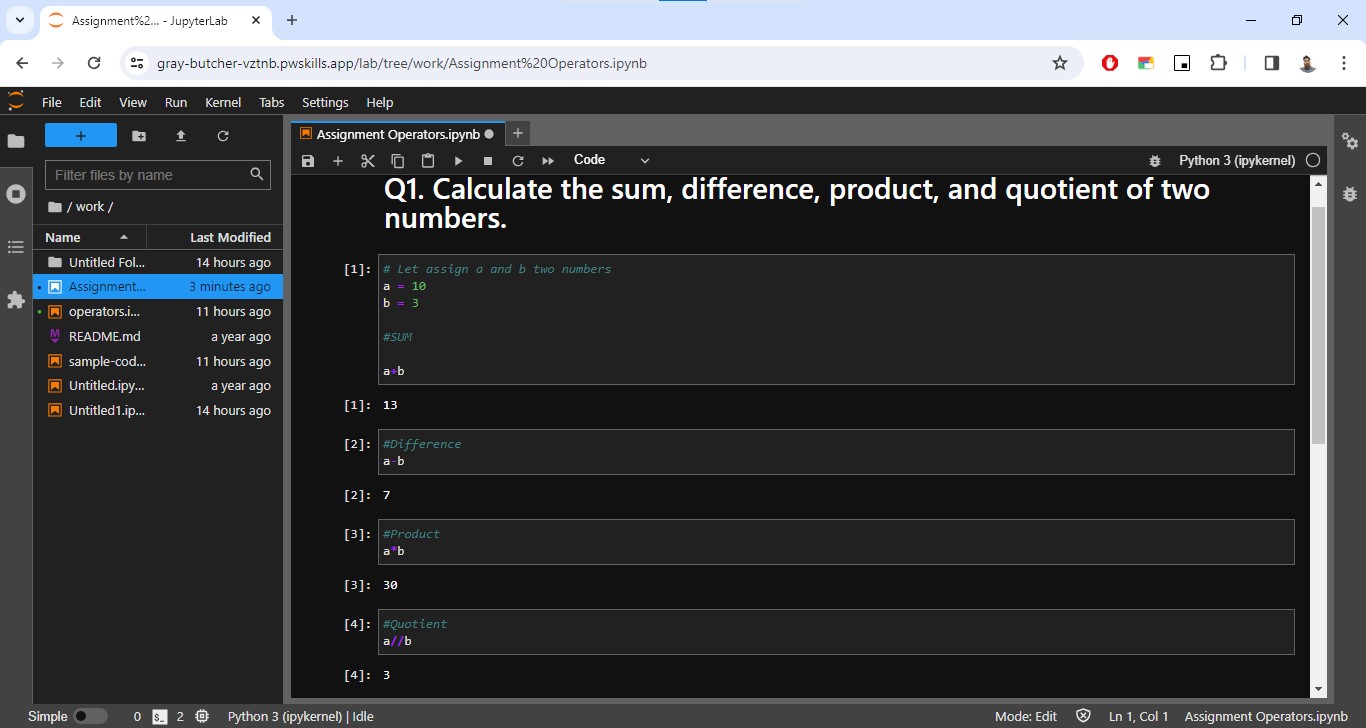 Assignment%2... - JupyterLab
gray-butcher-vztnb.pwskills.app/lab/tree/work/Assignment%20Operators.ipynb
File Edit View Run Kernel Tabs Settings Help
Filter files by name
/ work /
Name Last Modified
Untitled Fol... 14 hours ago
Assignment... 3 minutes ago
operators.i... 11 hours ago
README.md a year ago
sample-cod... 11 hours ago
Untitled.ipy... a year ago
Untitled1.ip... 14 hours ago
Assignment Operators.ipynb
Code
Python 3 (ipykernel)
Q1. Calculate the sum, difference, product, and quotient of two
numbers.
[1]: # Let assign a and b two numbers
a = 10
b = 3
#SUM
a+b
[1]: 13
[2]: #Difference
a-b
[2]: 7
[3]: #Product
a*b
[3]: 30
[4]: #Quotient
a//b
[4]: 3
Simple 0 $_ 2 Python 3 (ipykernel) | Idle Mode: Edit Ln 1, Col 1 Assignment Operators.ipynb